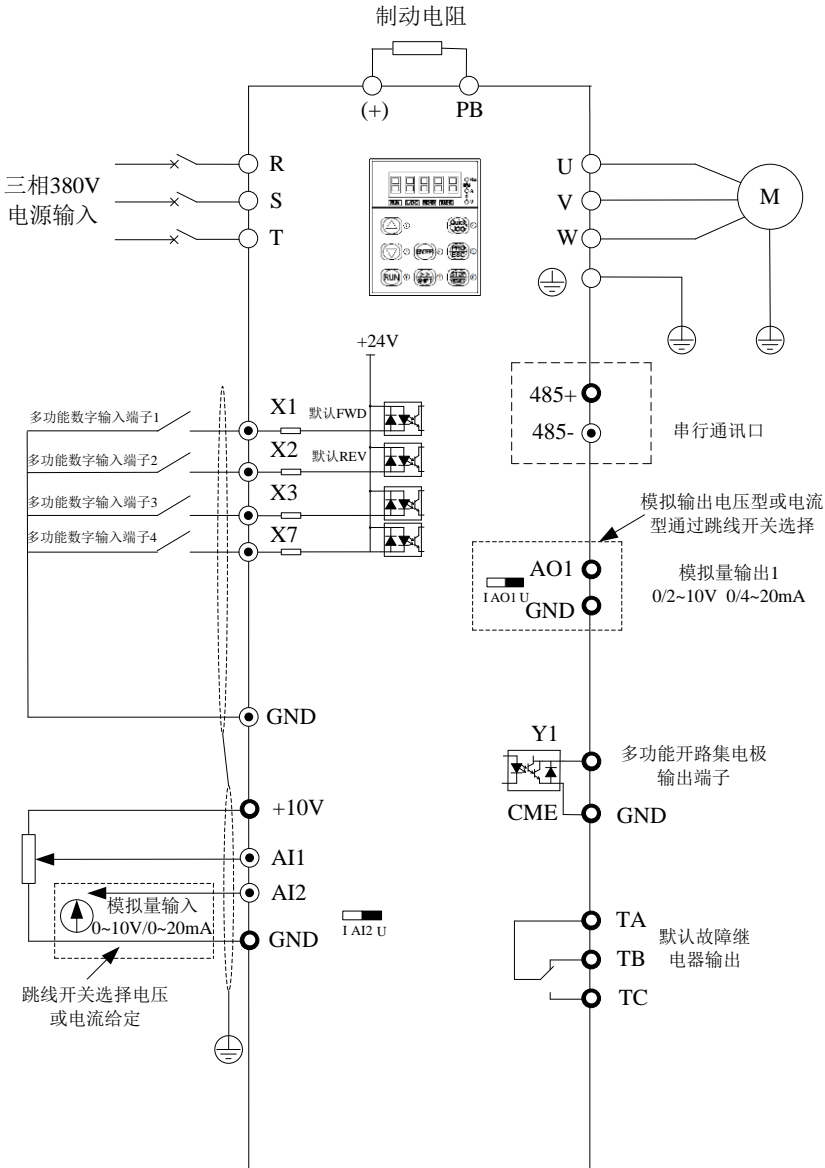 制动电阻
(+)
PB
三相380V
电源输入
R
S
T
RUN
ENTER
Quick
JOG
PRG
ESC
U
V
W
M
+24V
多功能数字输入端子1
X1
默认FWD
多功能数字输入端子2
X2
默认REV
多功能数字输入端子3
X3
多功能数字输入端子4
X7
GND
485+
485-
串行通讯口
模拟输出电压型或电流
型通过跳线开关选择
AO1
I AO1 U
GND
模拟量输出1
0/2~10V 0/4~20mA
Y1
CME
多功能开路集电极
输出端子
GND
+10V
AI1
AI2
模拟量输入
0~10V/0~20mA
GND
I AI2 U
跳线开关选择电压
或电流给定
TA
TB
TC
默认故障继
电器输出